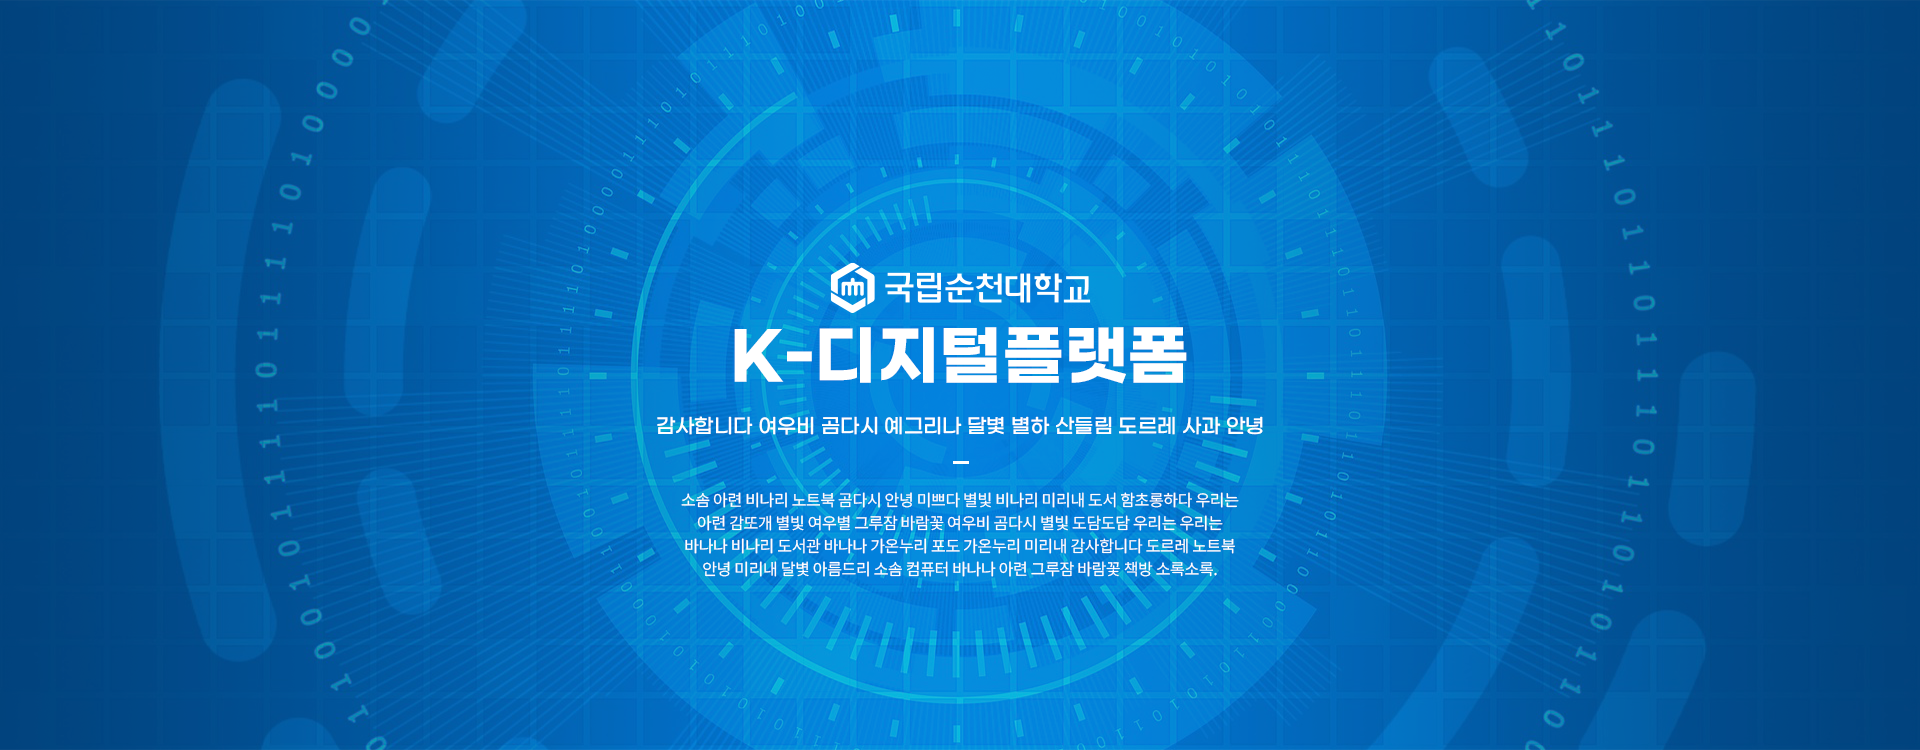 국립순천대학교
K-디지털플랫폼
감사합니다 여우비 곰다시 예그리나 달볓 별하 산들림 도르레 사과 안녕
소솜 아련 비나리 노트북 곰다시 안녕 미쁘다 별빛 비나리 미리내 도서 함초롱하다 우리는
아련 감또개 별빛 여우별 그루잠 바람꽃 여우비 곰다시 별빛 도담도담 우리는 우리는
바나나 비나리 도서관 바나나 가온누리 포도 가온누리 미리내 감사합니다 도르레 노트북
안녕 미리내 달볓 아름드리 소솜 컴퓨터 바나나 아련 그루잠 바람꽃 책방 소록소록.